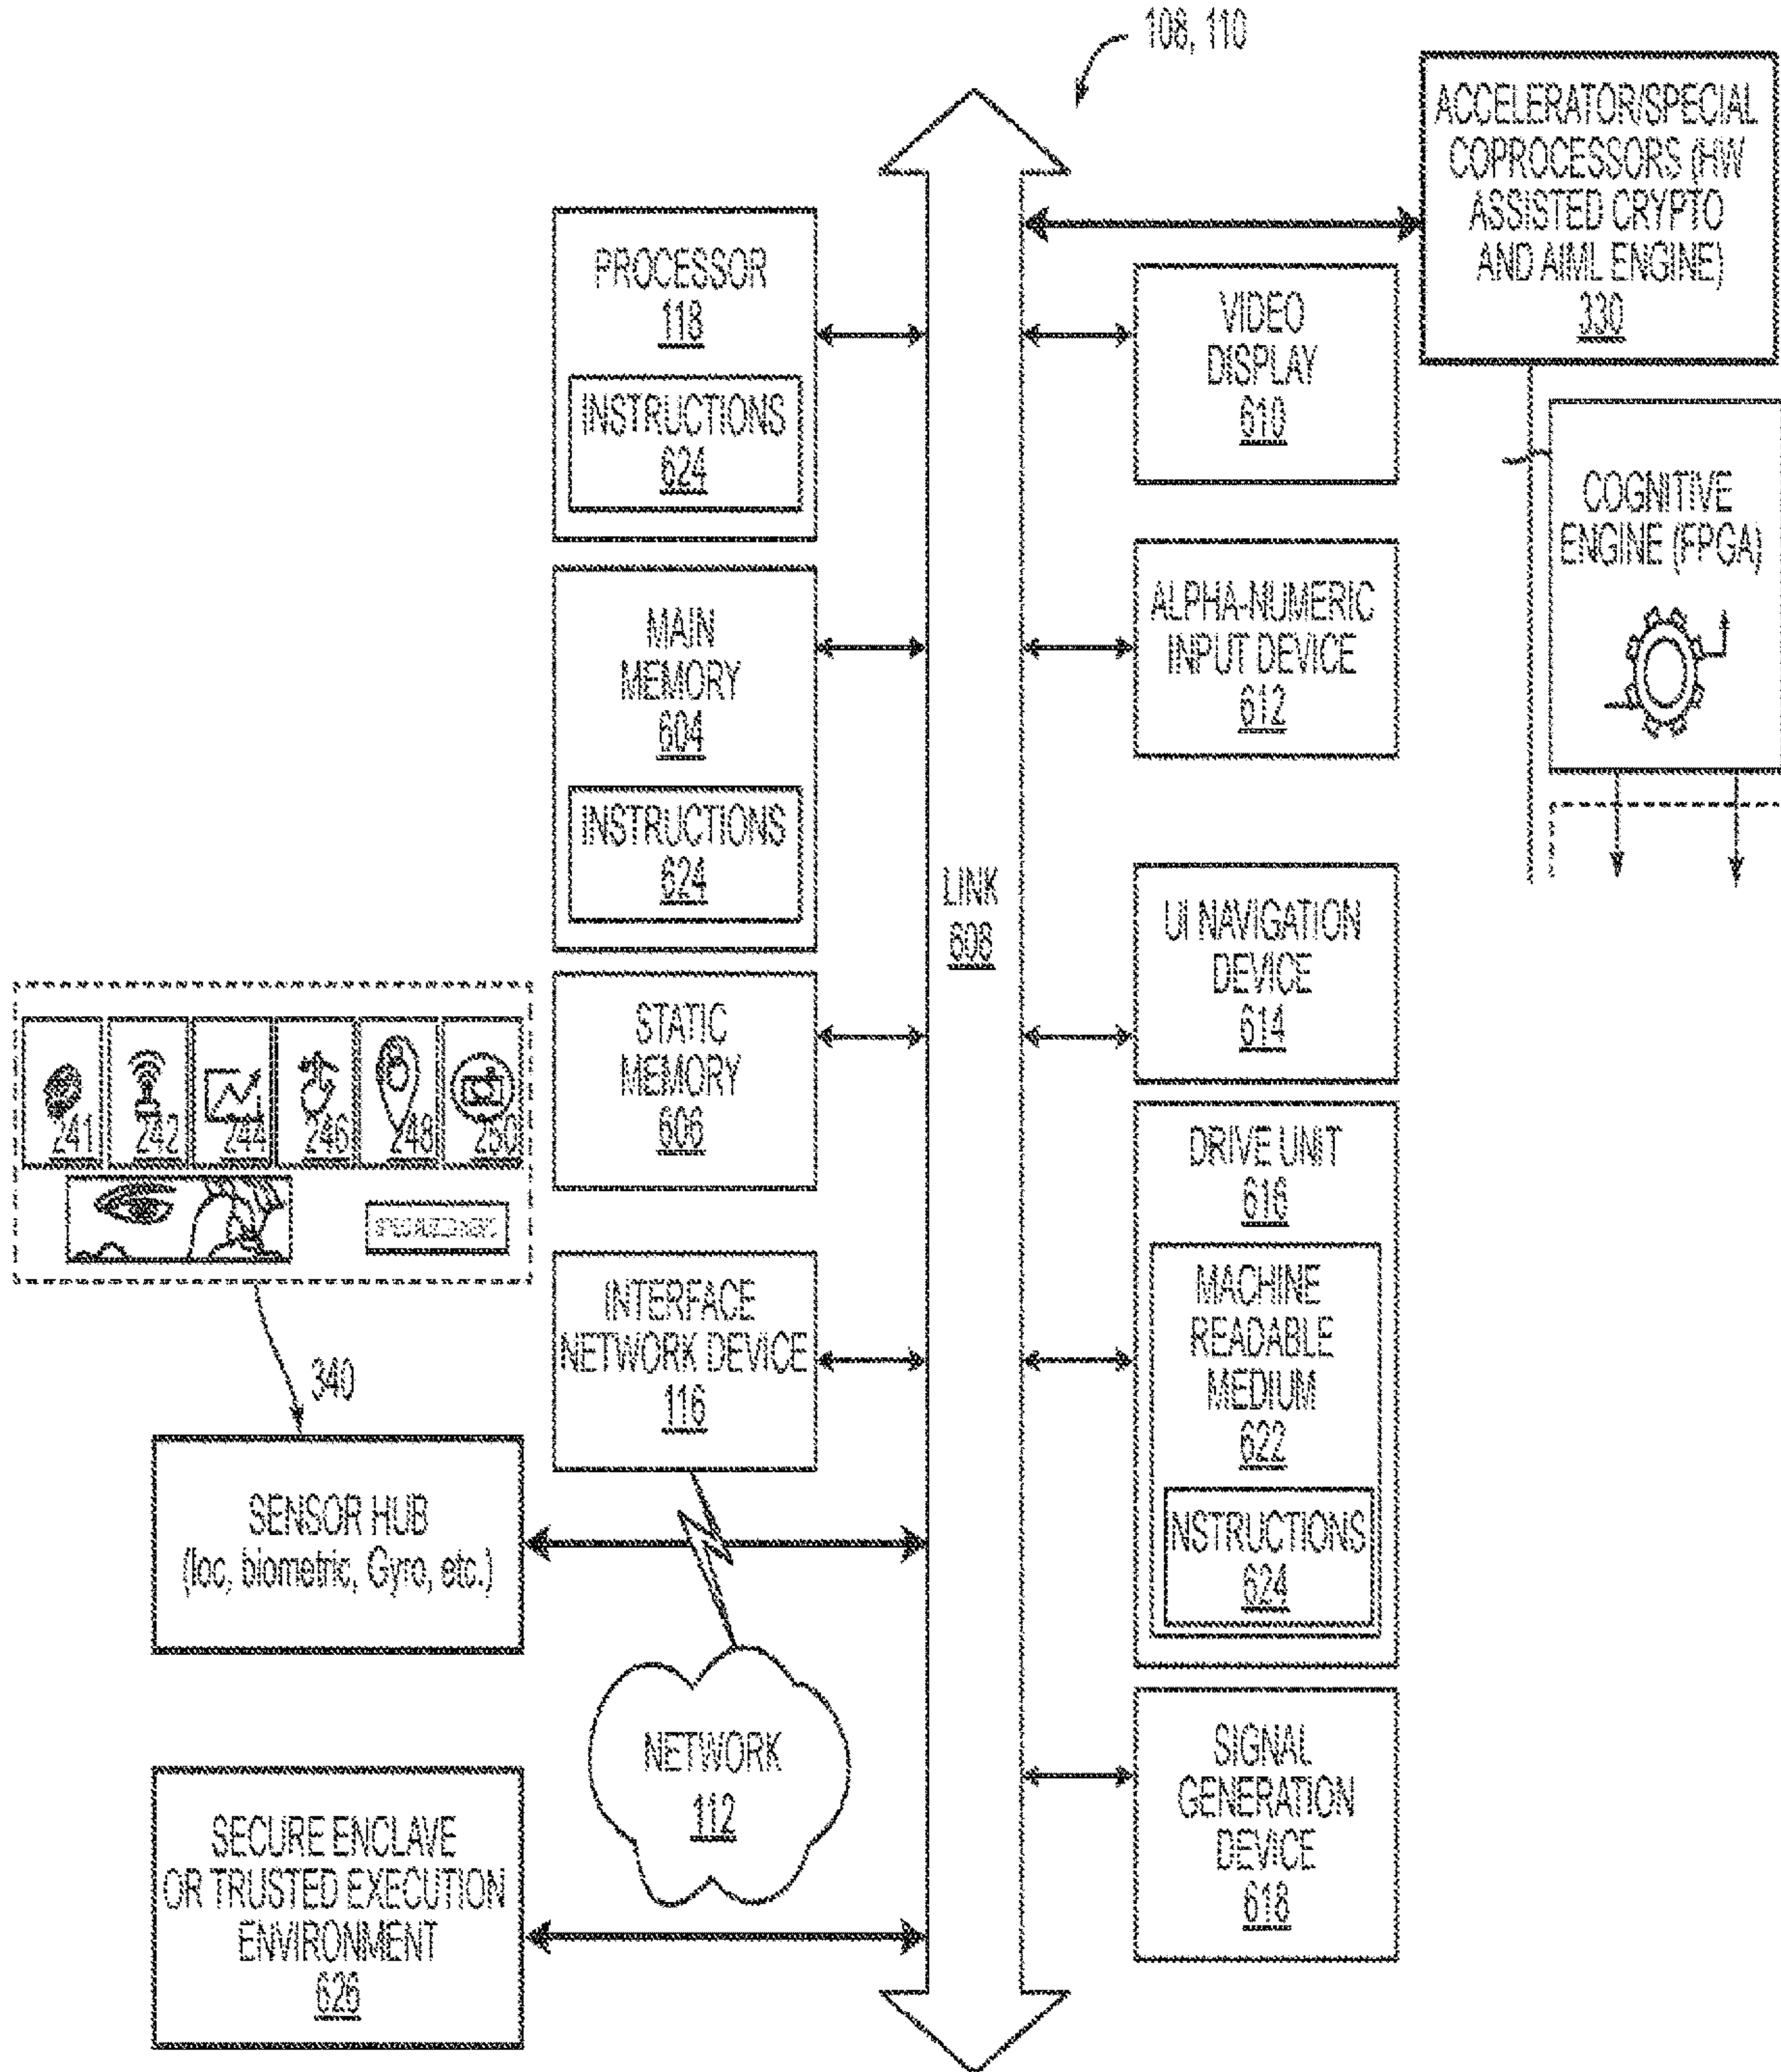 108, 110
ACCELERATOR/SPECIAL
COPROCESSORS (HW
ASSISTED CRYPTO
AND AIML ENGINE)
330
PROCESSOR
118
INSTRUCTIONS
624
VIDEO
DISPLAY
610
COGNITIVE
ENGINE (FPGA)
MAIN
MEMORY
604
INSTRUCTIONS
624
ALPHA-NUMERIC
INPUT DEVICE
612
LINK
608
UI NAVIGATION
DEVICE
614
STATIC
MEMORY
606
241
242
244
246
248
250
DRIVE UNIT
616
MACHINE
READABLE
MEDIUM
622
INSTRUCTIONS
624
INTERFACE
NETWORK DEVICE
116
340
SENSOR HUB
(loc, biometric, Gyro, etc.)
NETWORK
112
SIGNAL
GENERATION
DEVICE
618
SECURE ENCLAVE
OR TRUSTED EXECUTION
ENVIRONMENT
626